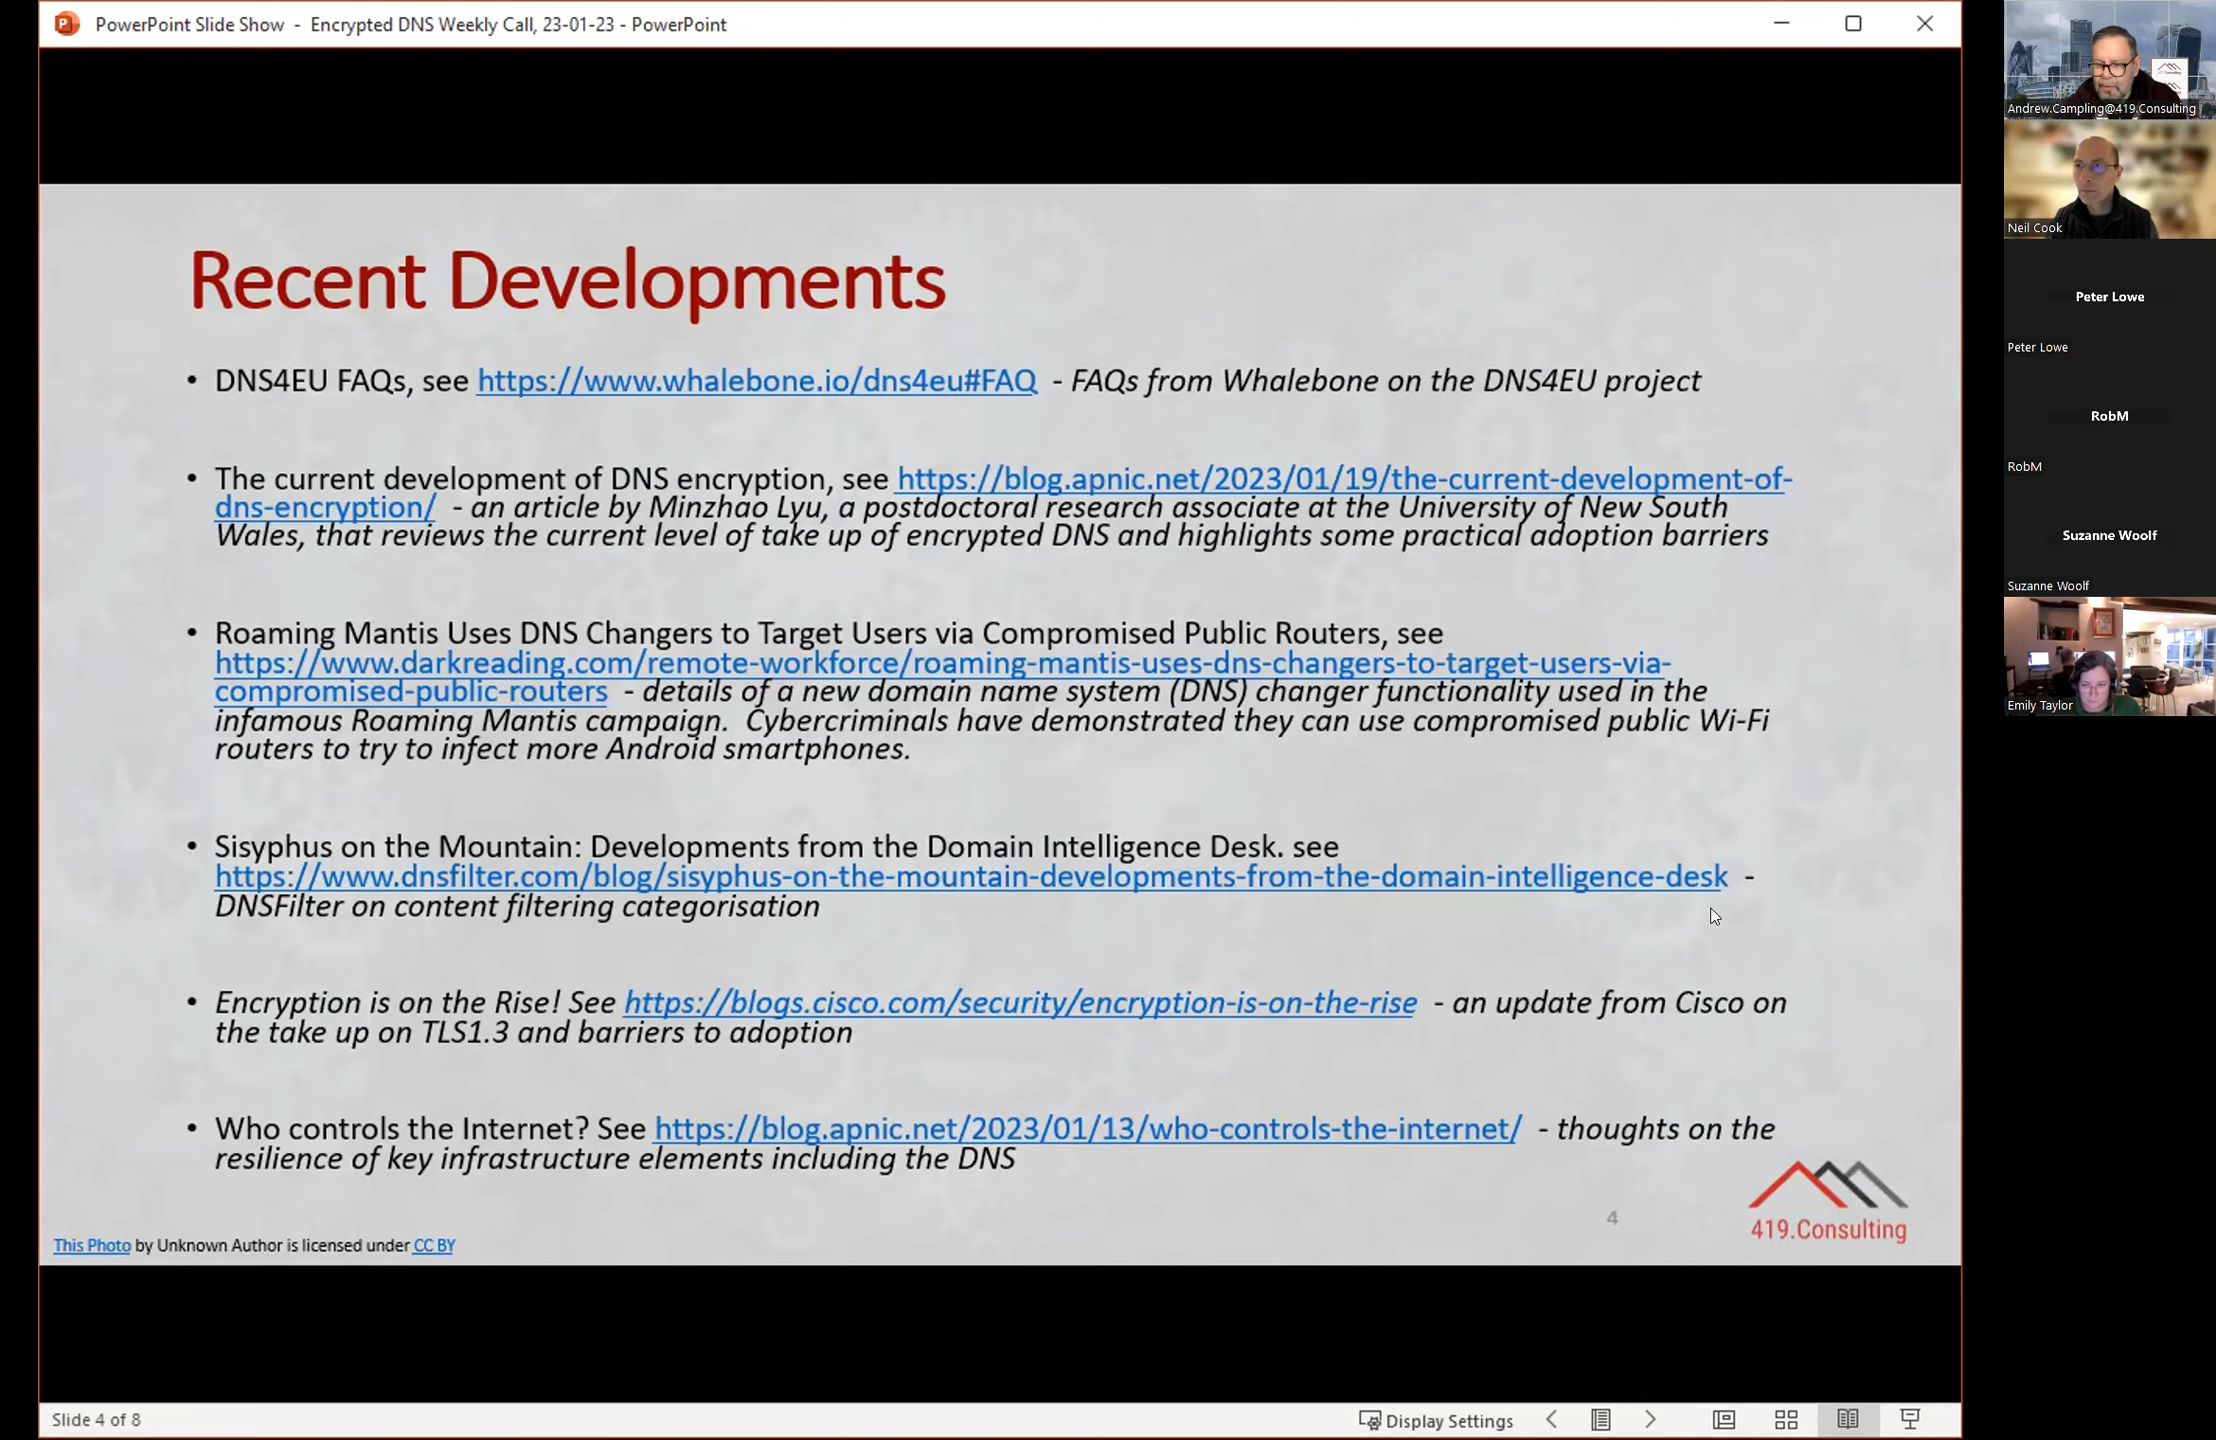 PowerPoint Slide Show - Encrypted DNS Weekly Call, 23-01-23 - PowerPoint
Recent Developments
• DNS4EU FAQs, see https://www.whalebone.io/dns4eu#FAQ - FAQs from Whalebone on the DNS4EU project
• The current development of DNS encryption, see https://blog.apnic.net/2023/01/19/the-current-development-of-
dns-encryption/ - an article by Minzhao Lyu, a postdoctoral research associate at the University of New South
Wales, that reviews the current level of take up of encrypted DNS and highlights some practical adoption barriers
• Roaming Mantis Uses DNS Changers to Target Users via Compromised Public Routers, see
https://www.darkreading.com/remote-workforce/roaming-mantis-uses-dns-changers-to-target-users-via-
compromised-public-routers - details of a new domain name system (DNS) changer functionality used in the
infamous Roaming Mantis campaign. Cybercriminals have demonstrated they can use compromised public Wi-Fi
routers to try to infect more Android smartphones.
• Sisyphus on the Mountain: Developments from the Domain Intelligence Desk. see
https://www.dnsfilter.com/blog/sisyphus-on-the-mountain-developments-from-the-domain-intelligence-desk -
DNSFilter on content filtering categorisation
• Encryption is on the Rise! See https://blogs.cisco.com/security/encryption-is-on-the-rise - an update from Cisco on
the take up on TLS1.3 and barriers to adoption
• Who controls the Internet? See https://blog.apnic.net/2023/01/13/who-controls-the-internet/ - thoughts on the
resilience of key infrastructure elements including the DNS
4
419.Consulting
This Photo by Unknown Author is licensed under CC BY
Slide 4 of 8
Display Settings
Andrew.Campling@419.Consulting
Neil Cook
Peter Lowe
Peter Lowe
RobM
RobM
Suzanne Woolf
Suzanne Woolf
Emily Taylor